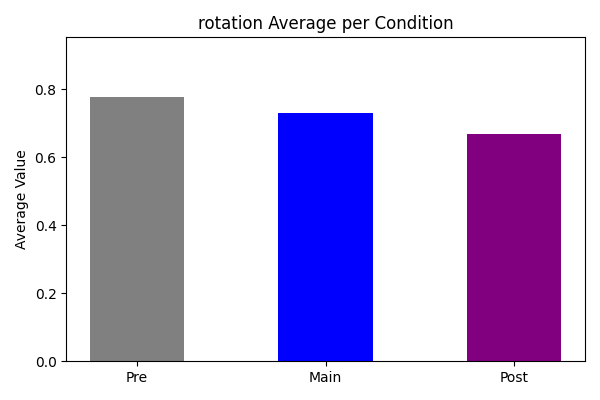 rotation Average per Condition
Average Value
0.8
0.6
0.4
0.2
0.0
Pre
Main
Post